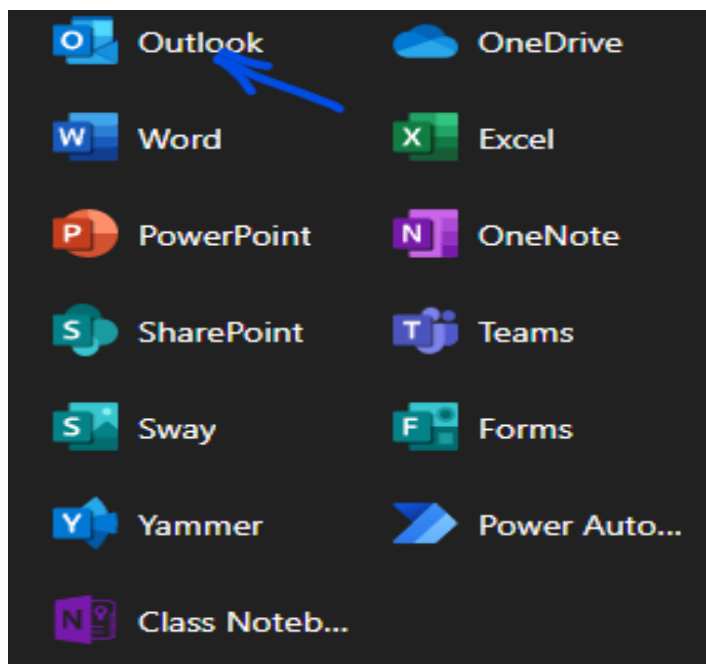 Outlook OneDrive
W Word X Excel
P PowerPoint N OneNote
S SharePoint T Teams
S Sway F Forms
Y Yammer Power Auto...
N Class Noteb...